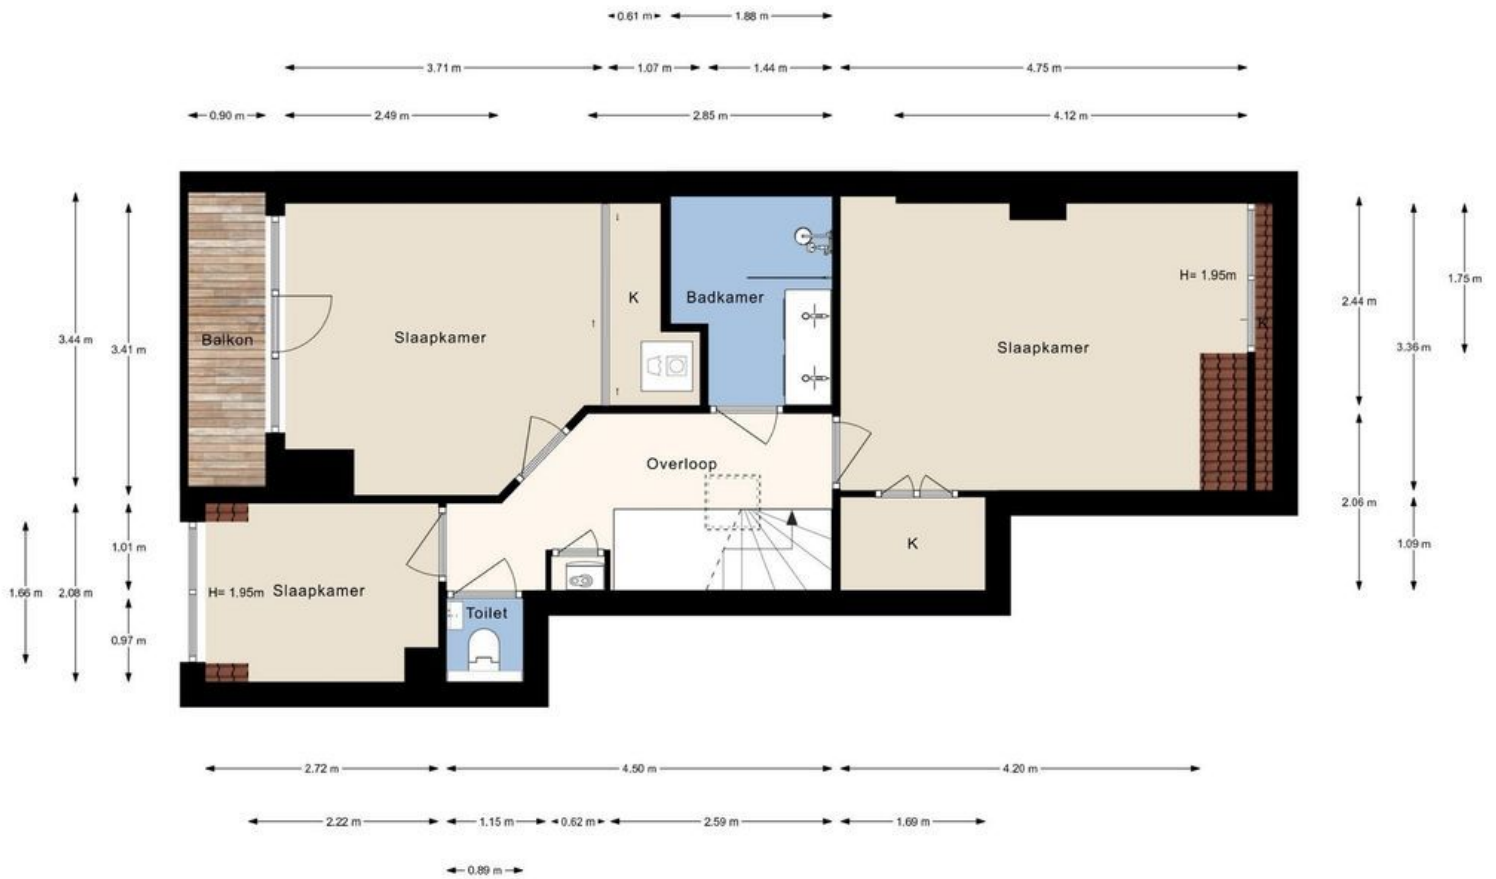 0.61 m
1.88 m
3.71 m
1.07 m
1.44 m
4.75 m
0.90 m
2.49 m
2.85 m
4.12 m
H= 1.95m
1.75 m
K
Badkamer
2.44 m
K
3.44 m
Balkon
Slaapkamer
3.41 m
Slaapkamer
3.36 m
Overloop
2.06 m
1.01 m
K
1.09 m
1.66 m
2.08 m
H= 1.95m
Slaapkamer
Toilet
0.97 m
2.72 m
4.50 m
4.20 m
2.22 m
1.15 m
0.62 m
2.59 m
1.69 m
0.89 m